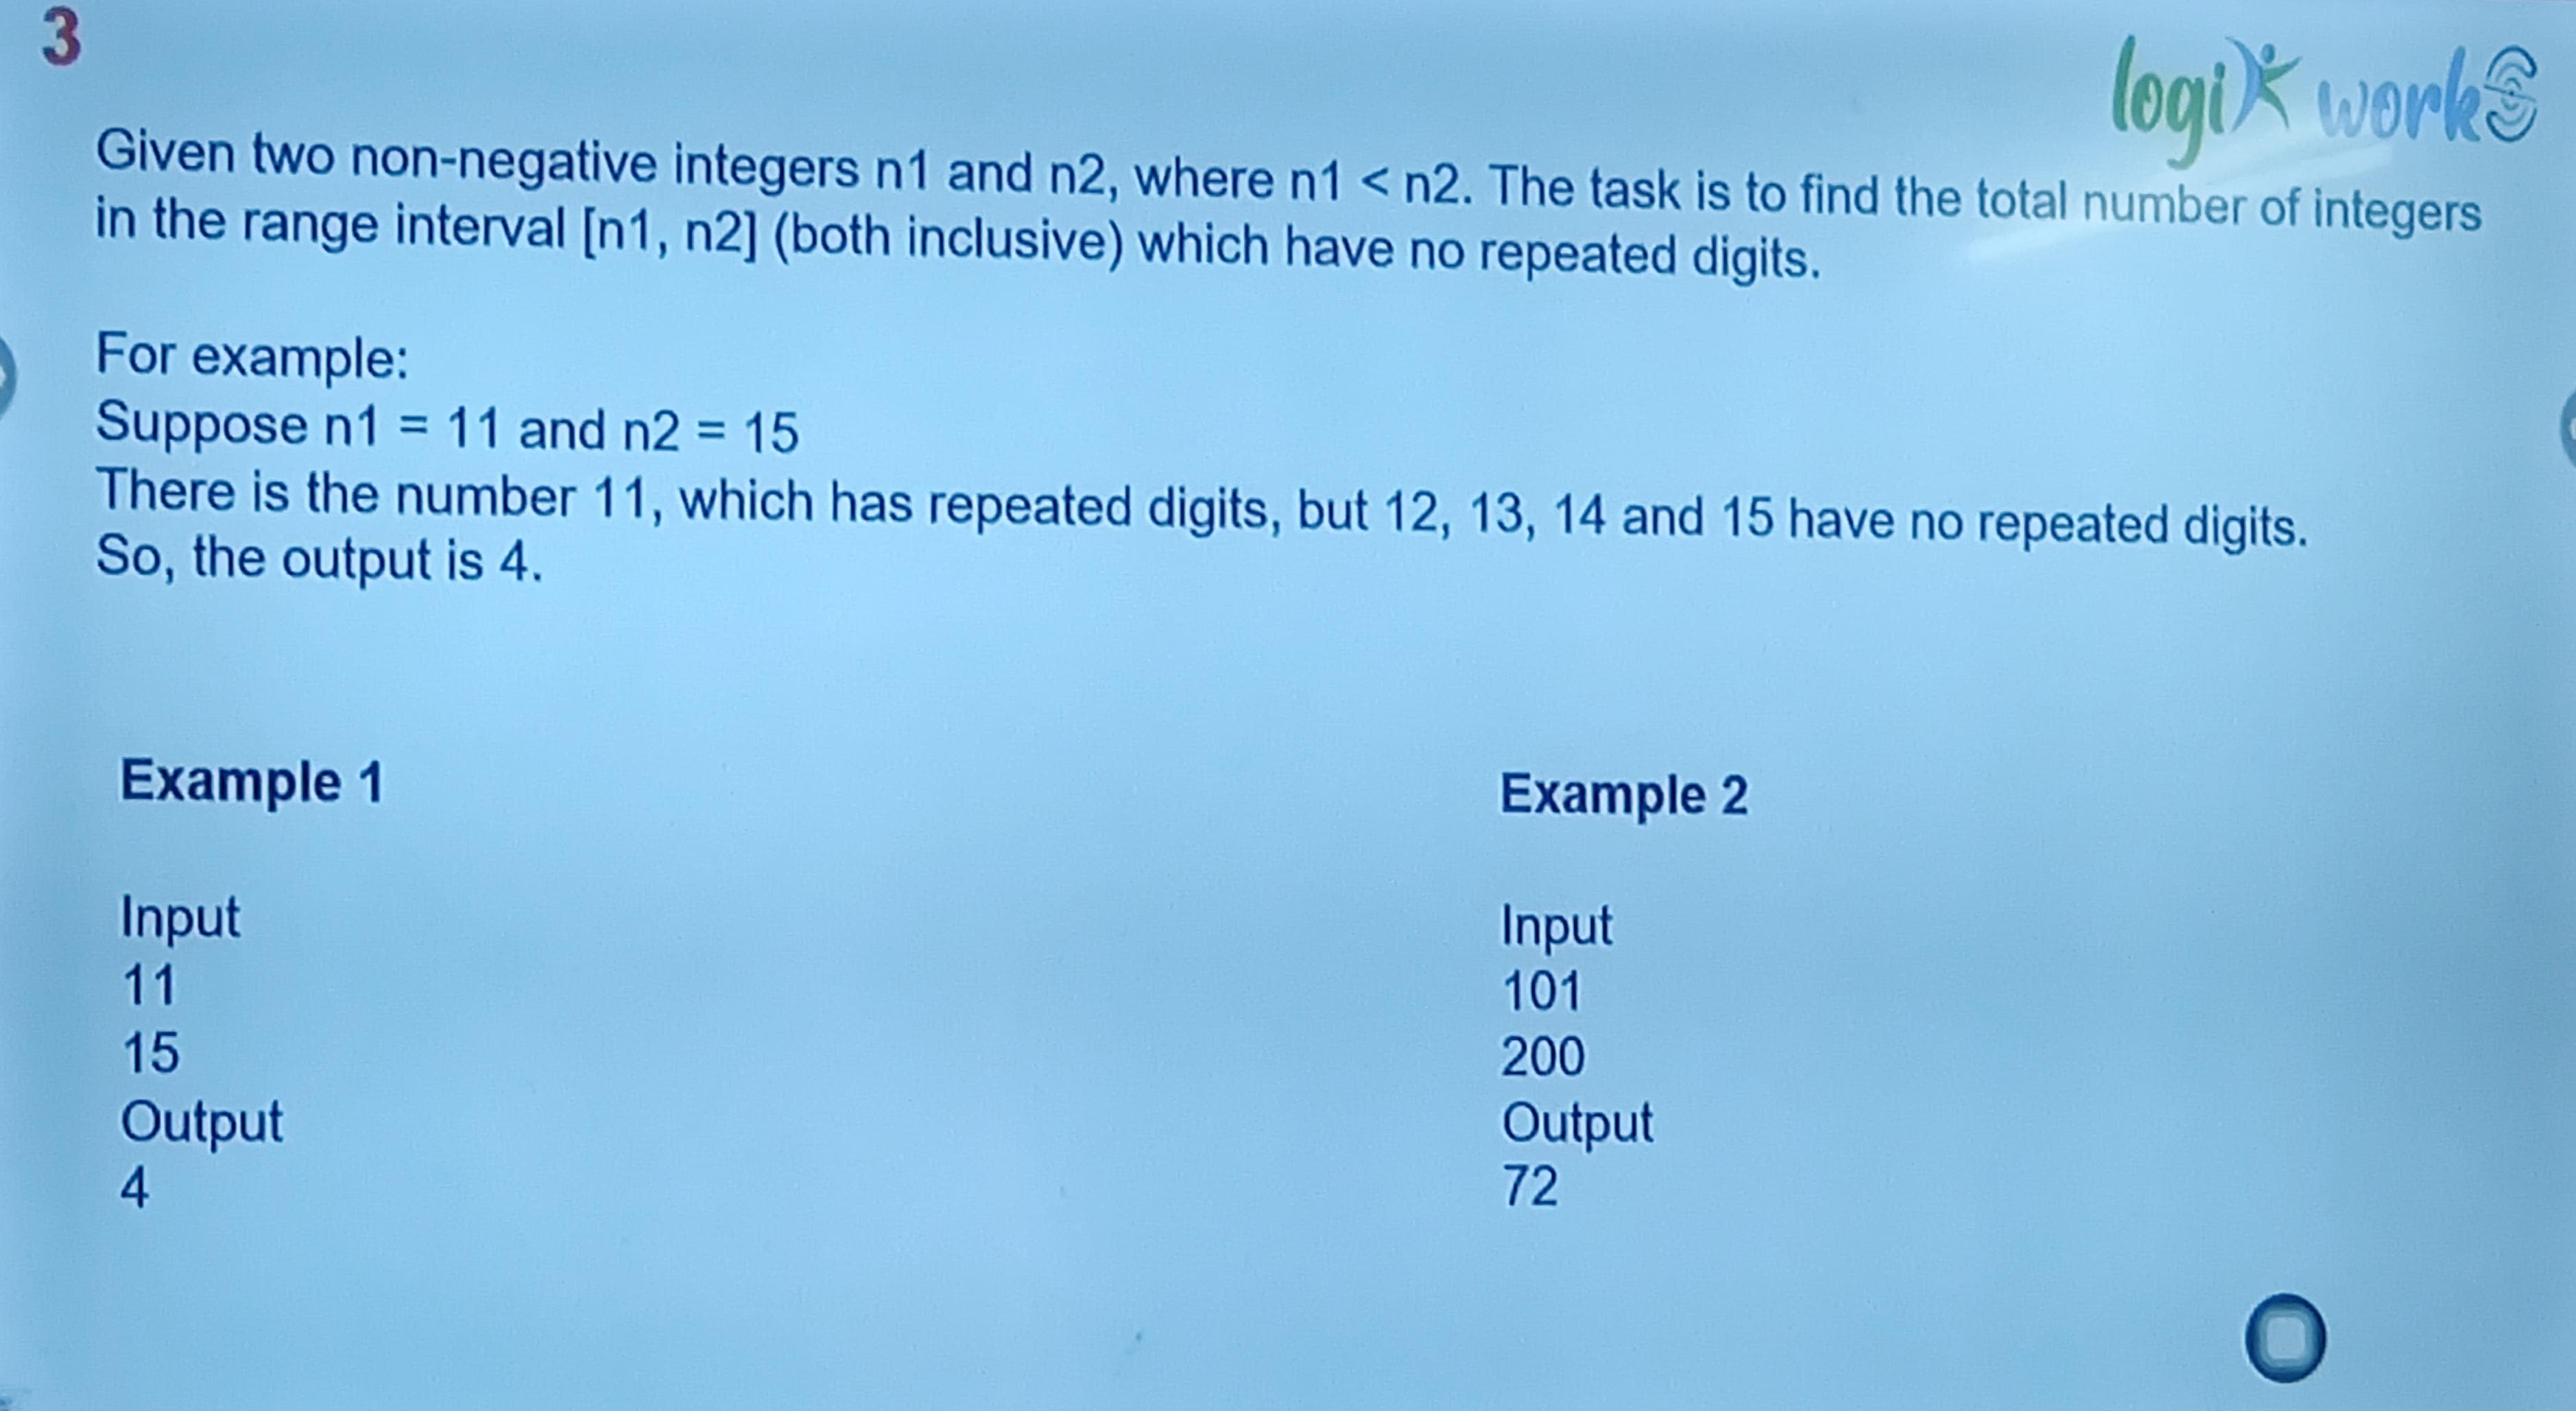 3
logiX works
Given two non-negative integers n1 and n2, where n1 < n2. The task is to find the total number of integers
in the range interval [n1, n2] (both inclusive) which have no repeated digits.
For example:
Suppose n1 = 11 and n2 = 15
There is the number 11, which has repeated digits, but 12, 13, 14 and 15 have no repeated digits.
So, the output is 4.
Example 1
Input
11
15
Output
4
Example 2
Input
101
200
Output
72